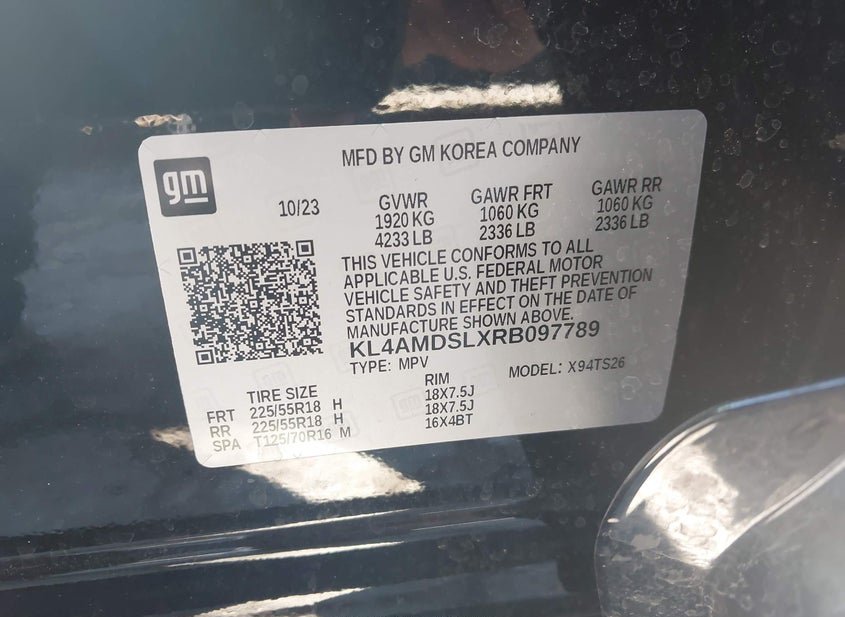 gm
MFD BY GM KOREA COMPANY
10/23
GVWR GAWR FRT GAWR RR
1920 KG 1060 KG 1060 KG
4233 LB 2336 LB 2336 LB
THIS VEHICLE CONFORMS TO ALL
APPLICABLE U.S. FEDERAL MOTOR
VEHICLE SAFETY AND THEFT PREVENTION
STANDARDS IN EFFECT ON THE DATE OF
MANUFACTURE SHOWN ABOVE.
KL4AMDSLXRB097789
TYPE: MPV MODEL: X94TS26
TIRE SIZE RIM
FRT 225/55R18 H 18X7.5J
RR 225/55R18 H 18X7.5J
SPA T125/70R16 M 16X4BT